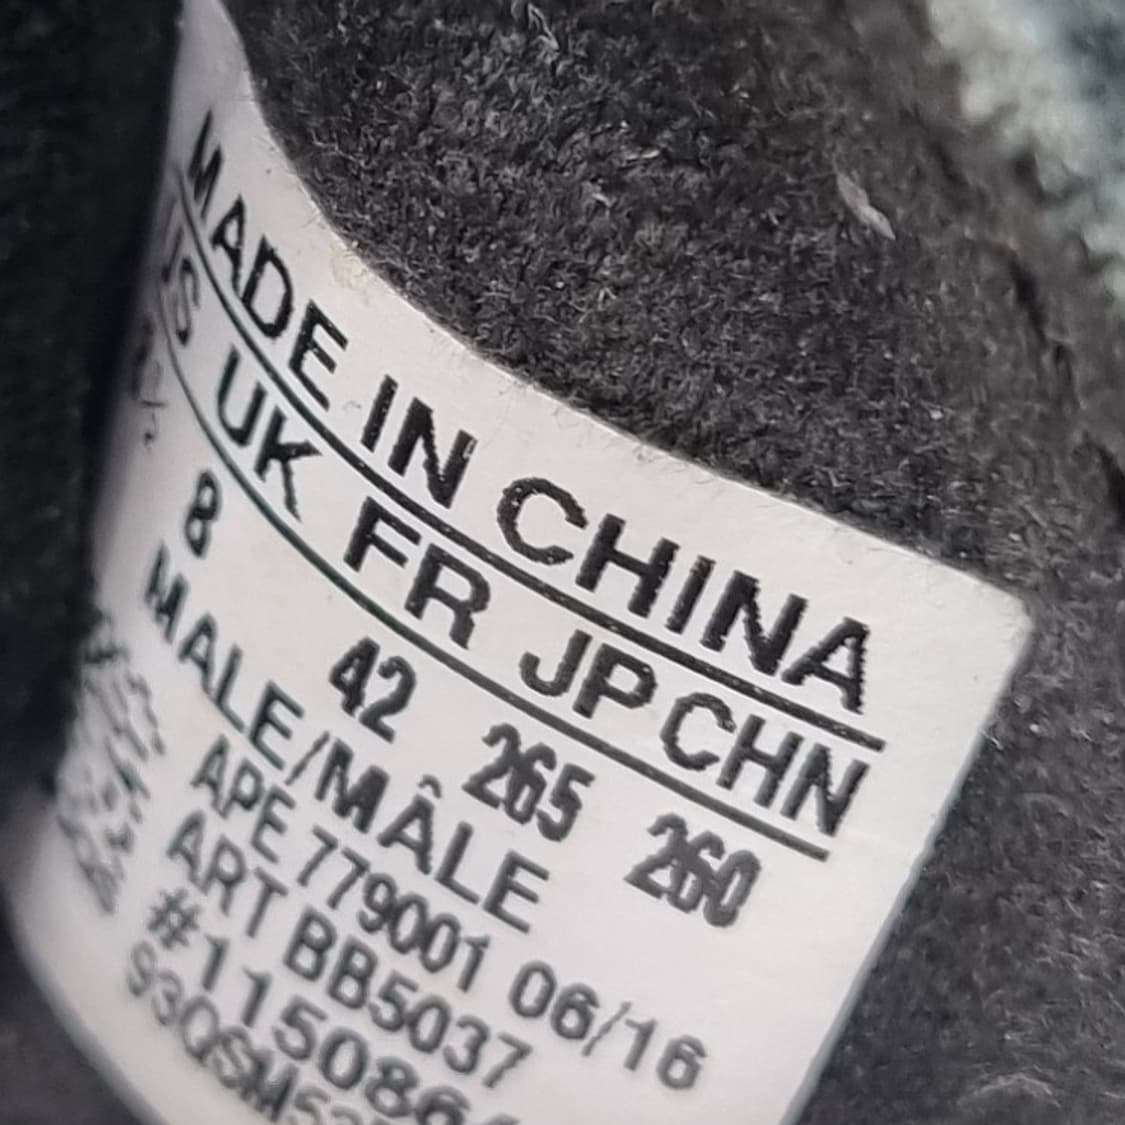 MADE IN CHINA
US UK FR JP CHN
8 42 265 260
MALE/MÂLE
APE 779001 06/16
ART BB5037